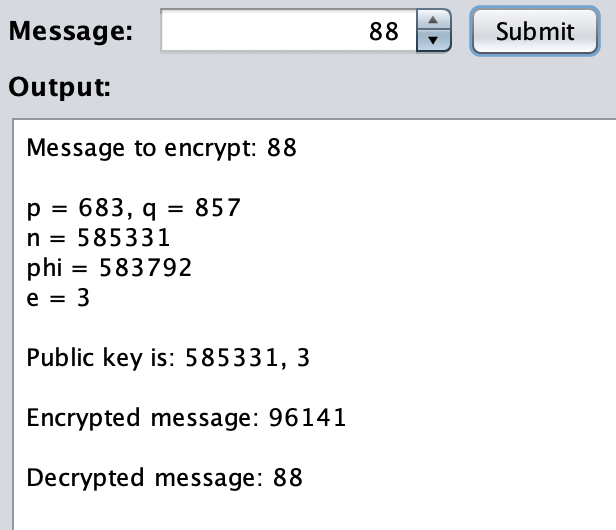 Message: 88 Submit
Output:
Message to encrypt: 88
p = 683, q = 857
n = 585331
phi = 583792
e = 3
Public key is: 585331, 3
Encrypted message: 96141
Decrypted message: 88